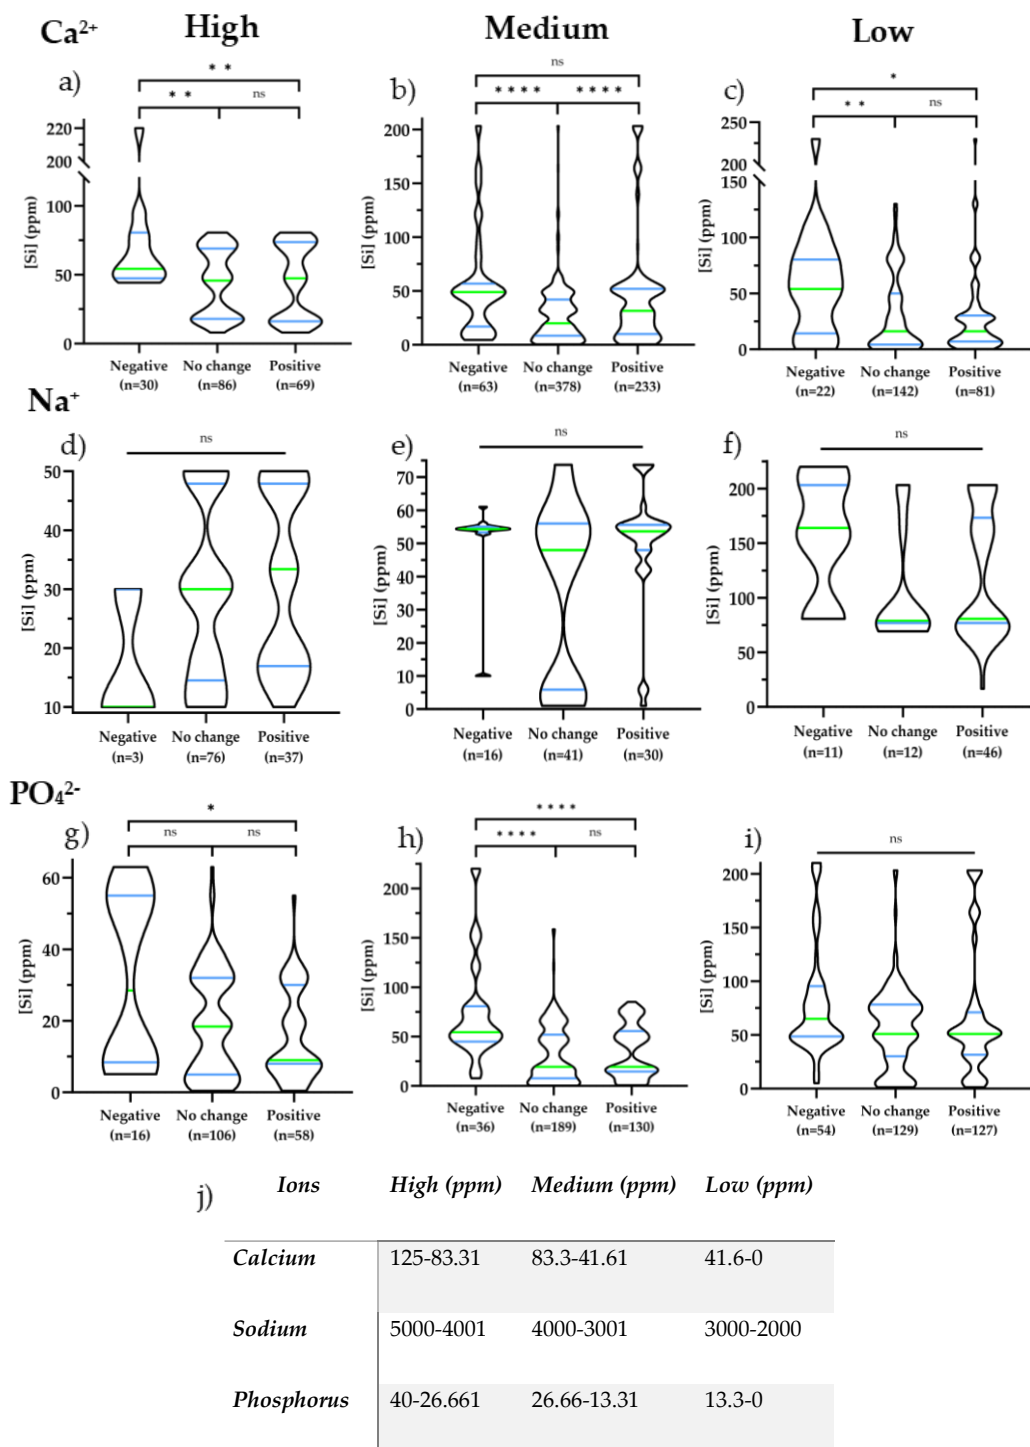 Ca²⁺ High Medium Low
a) ** b) ns c) *
** ns **** **** ** ns
220 200 100 50 0
[Si] (ppm)
Negative No change Positive
(n=30) (n=86) (n=69)
200 150 100 50 0
[Si] (ppm)
Negative No change Positive
(n=63) (n=378) (n=233)
250 200 150 100 50 0
[Si] (ppm)
Negative No change Positive
(n=22) (n=142) (n=81)
Na⁺
d) ns e) ns f) ns
50 40 30 20 10
[Si] (ppm)
Negative No change Positive
(n=3) (n=76) (n=37)
70 60 50 40 30 20 10 0
[Si] (ppm)
Negative No change Positive
(n=16) (n=41) (n=30)
200 150 100 50 0
[Si] (ppm)
Negative No change Positive
(n=11) (n=12) (n=46)
PO₄²⁻
g) * h) **** i) ns
ns ns **** ns
60 40 20 0
[Si] (ppm)
Negative No change Positive
(n=16) (n=106) (n=58)
200 150 100 50 0
[Si] (ppm)
Negative No change Positive
(n=36) (n=189) (n=130)
200 150 100 50 0
[Si] (ppm)
Negative No change Positive
(n=54) (n=129) (n=127)
j) Ions High (ppm) Medium (ppm) Low (ppm)
Calcium 125-83.31 83.3-41.61 41.6-0
Sodium 5000-4001 4000-3001 3000-2000
Phosphorus 40-26.661 26.66-13.31 13.3-0